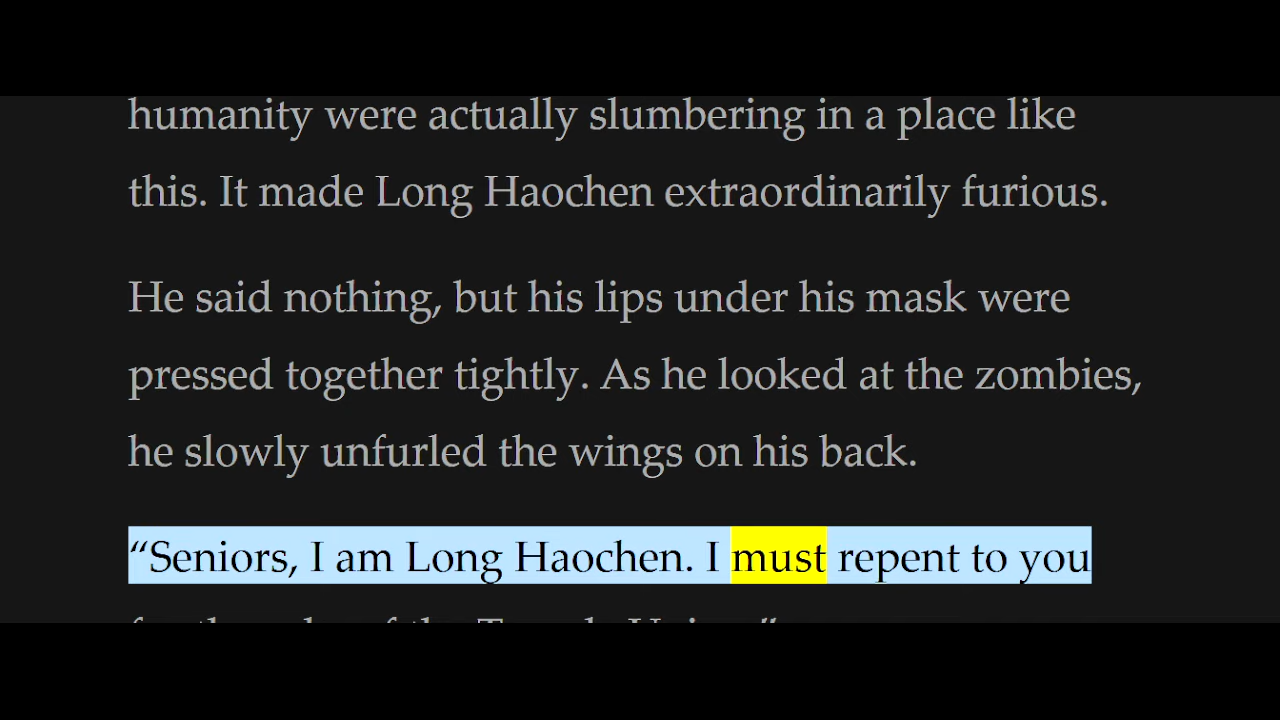 humanity were actually slumbering in a place like
this. It made Long Haochen extraordinarily furious.
He said nothing, but his lips under his mask were
pressed together tightly. As he looked at the zombies,
he slowly unfurled the wings on his back.
“Seniors, I am Long Haochen. I must repent to you